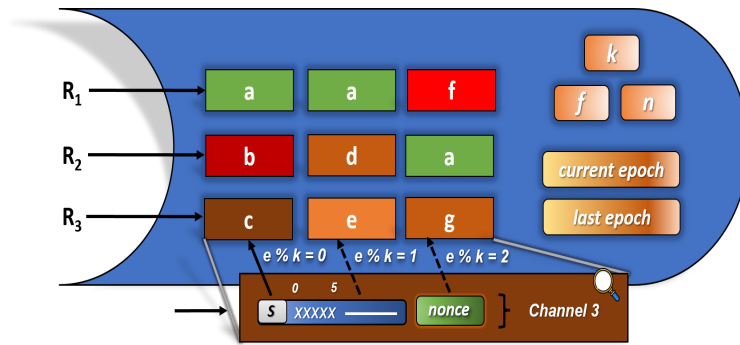 k
R1 a a f
f n
R2 b d a
current epoch
R3 c e g
last epoch
e % k = 0 e % k = 1 e % k = 2
0 5
S XXXXX nonce Channel 3